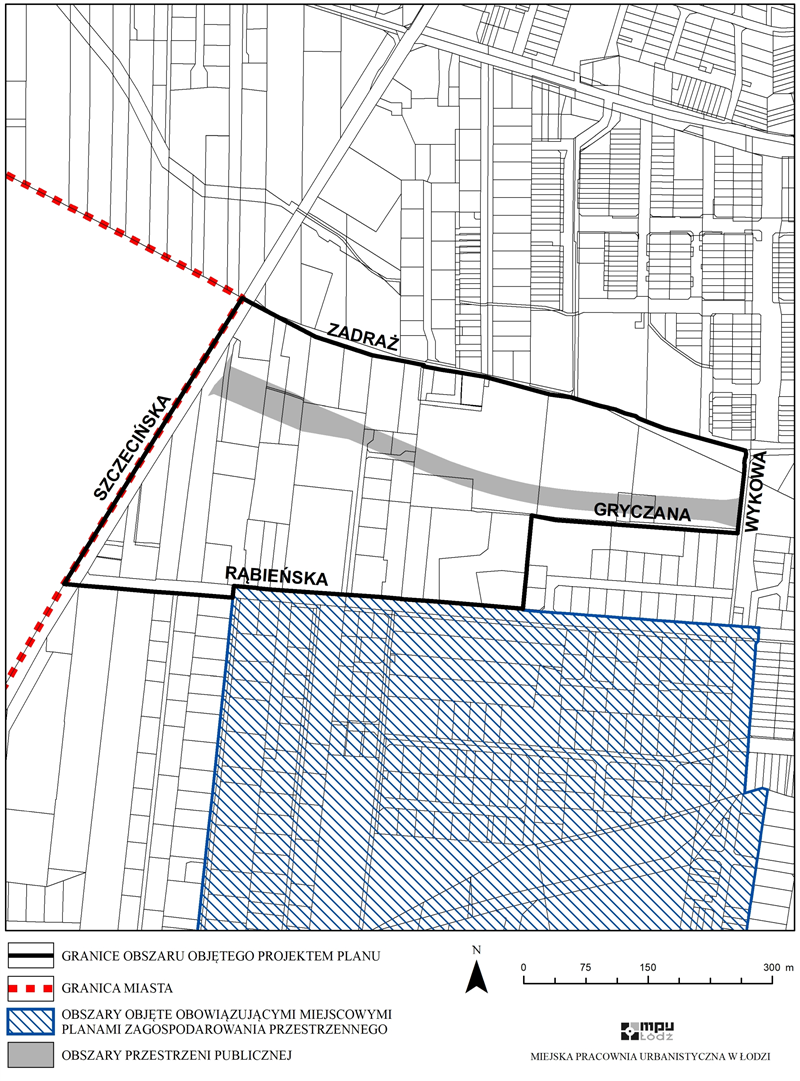 ZADRAŻ
SZCZECIŃSKA
WYKOWA
GRYCZANA
RĄBIEŃSKA
GRANICE OBSZARU OBJĘTEGO PROJEKTEM PLANU
GRANICA MIASTA
OBSZARY OBJĘTE OBOWIĄZUJĄCYMI MIEJSCOWYMI
PLANAMI ZAGOSPODAROWANIA PRZESTRZENNEGO
OBSZARY PRZESTRZENI PUBLICZNEJ
N
0 75 150 300 m
mpu
Łódź
MIEJSKA PRACOWNIA URBANISTYCZNA W ŁODZI